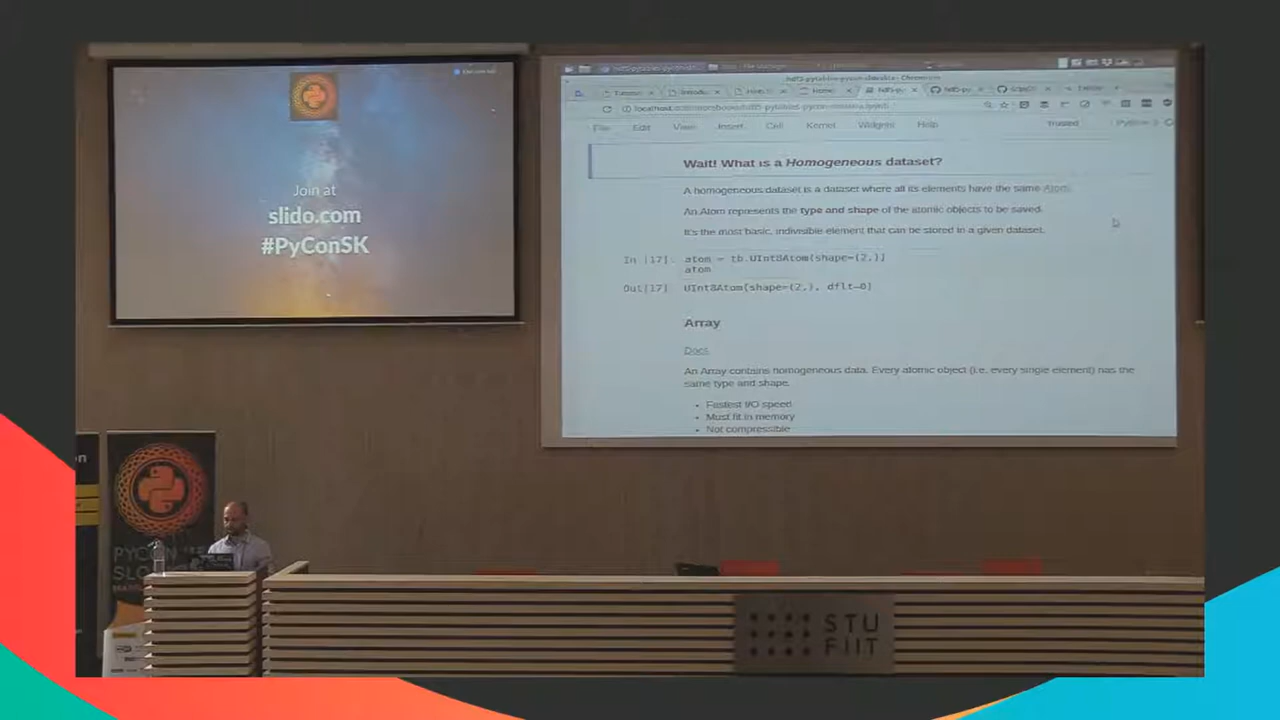 Join at
slido.com
#PyConSK
File Edit View Insert Cell Kernel Widgets Help Trusted
Wait! What is a Homogeneous dataset?
A homogeneous dataset is a dataset where all its elements have the same Atom.
An Atom represents the type and shape of the atomic objects to be saved.
It's the most basic, indivisible element that can be stored in a given dataset.
In [17]: atom = tb.UInt8Atom(shape=(2,))
atom
Out[17] UInt8Atom(shape=(2,), dflt=0)
Array
Docs
An Array contains homogeneous data. Every atomic object (i.e. every single element) has the
same type and shape.
• Fastest I/O speed
• Must fit in memory
• Not compressible
PYCON
SLO
STU
FIIT